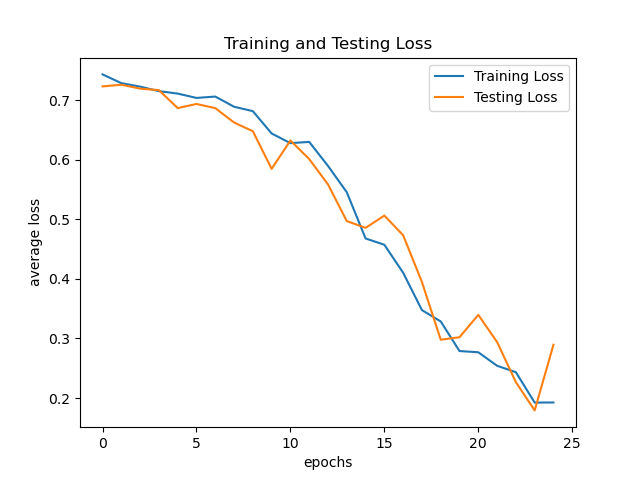 Training and Testing Loss
Training Loss
Testing Loss
0.7
0.6
0.5
0.4
0.3
0.2
average loss
0 5 10 15 20 25
epochs